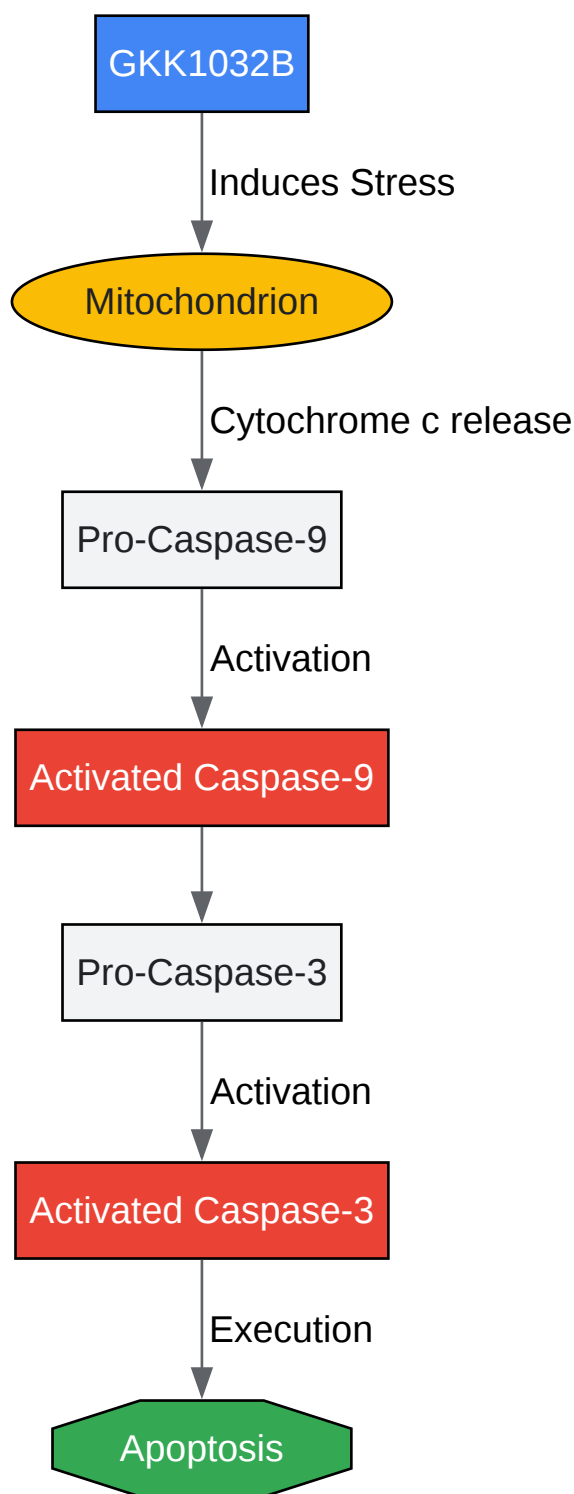 GKK1032B
Induces Stress
Mitochondrion
Cytochrome c release
Pro-Caspase-9
Activation
Activated Caspase-9
Pro-Caspase-3
Activation
Activated Caspase-3
Execution
Apoptosis